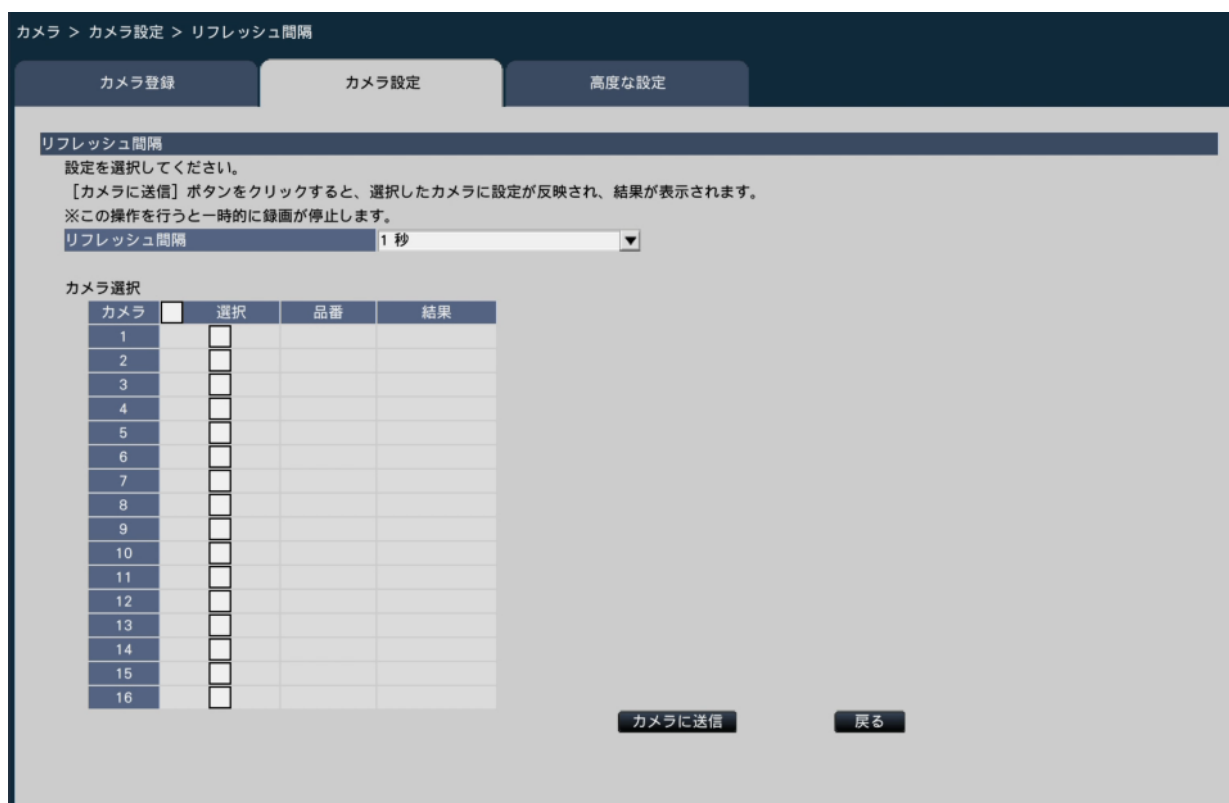 カメラ > カメラ設定 > リフレッシュ間隔
カメラ登録 カメラ設定 高度な設定
リフレッシュ間隔
設定を選択してください。
［カメラに送信］ボタンをクリックすると、選択したカメラに設定が反映され、結果が表示されます。
※この操作を行うと一時的に録画が停止します。
リフレッシュ間隔 1 秒
カメラ選択
カメラ 選択 品番 結果
1
2
3
4
5
6
7
8
9
10
11
12
13
14
15
16
カメラに送信 戻る